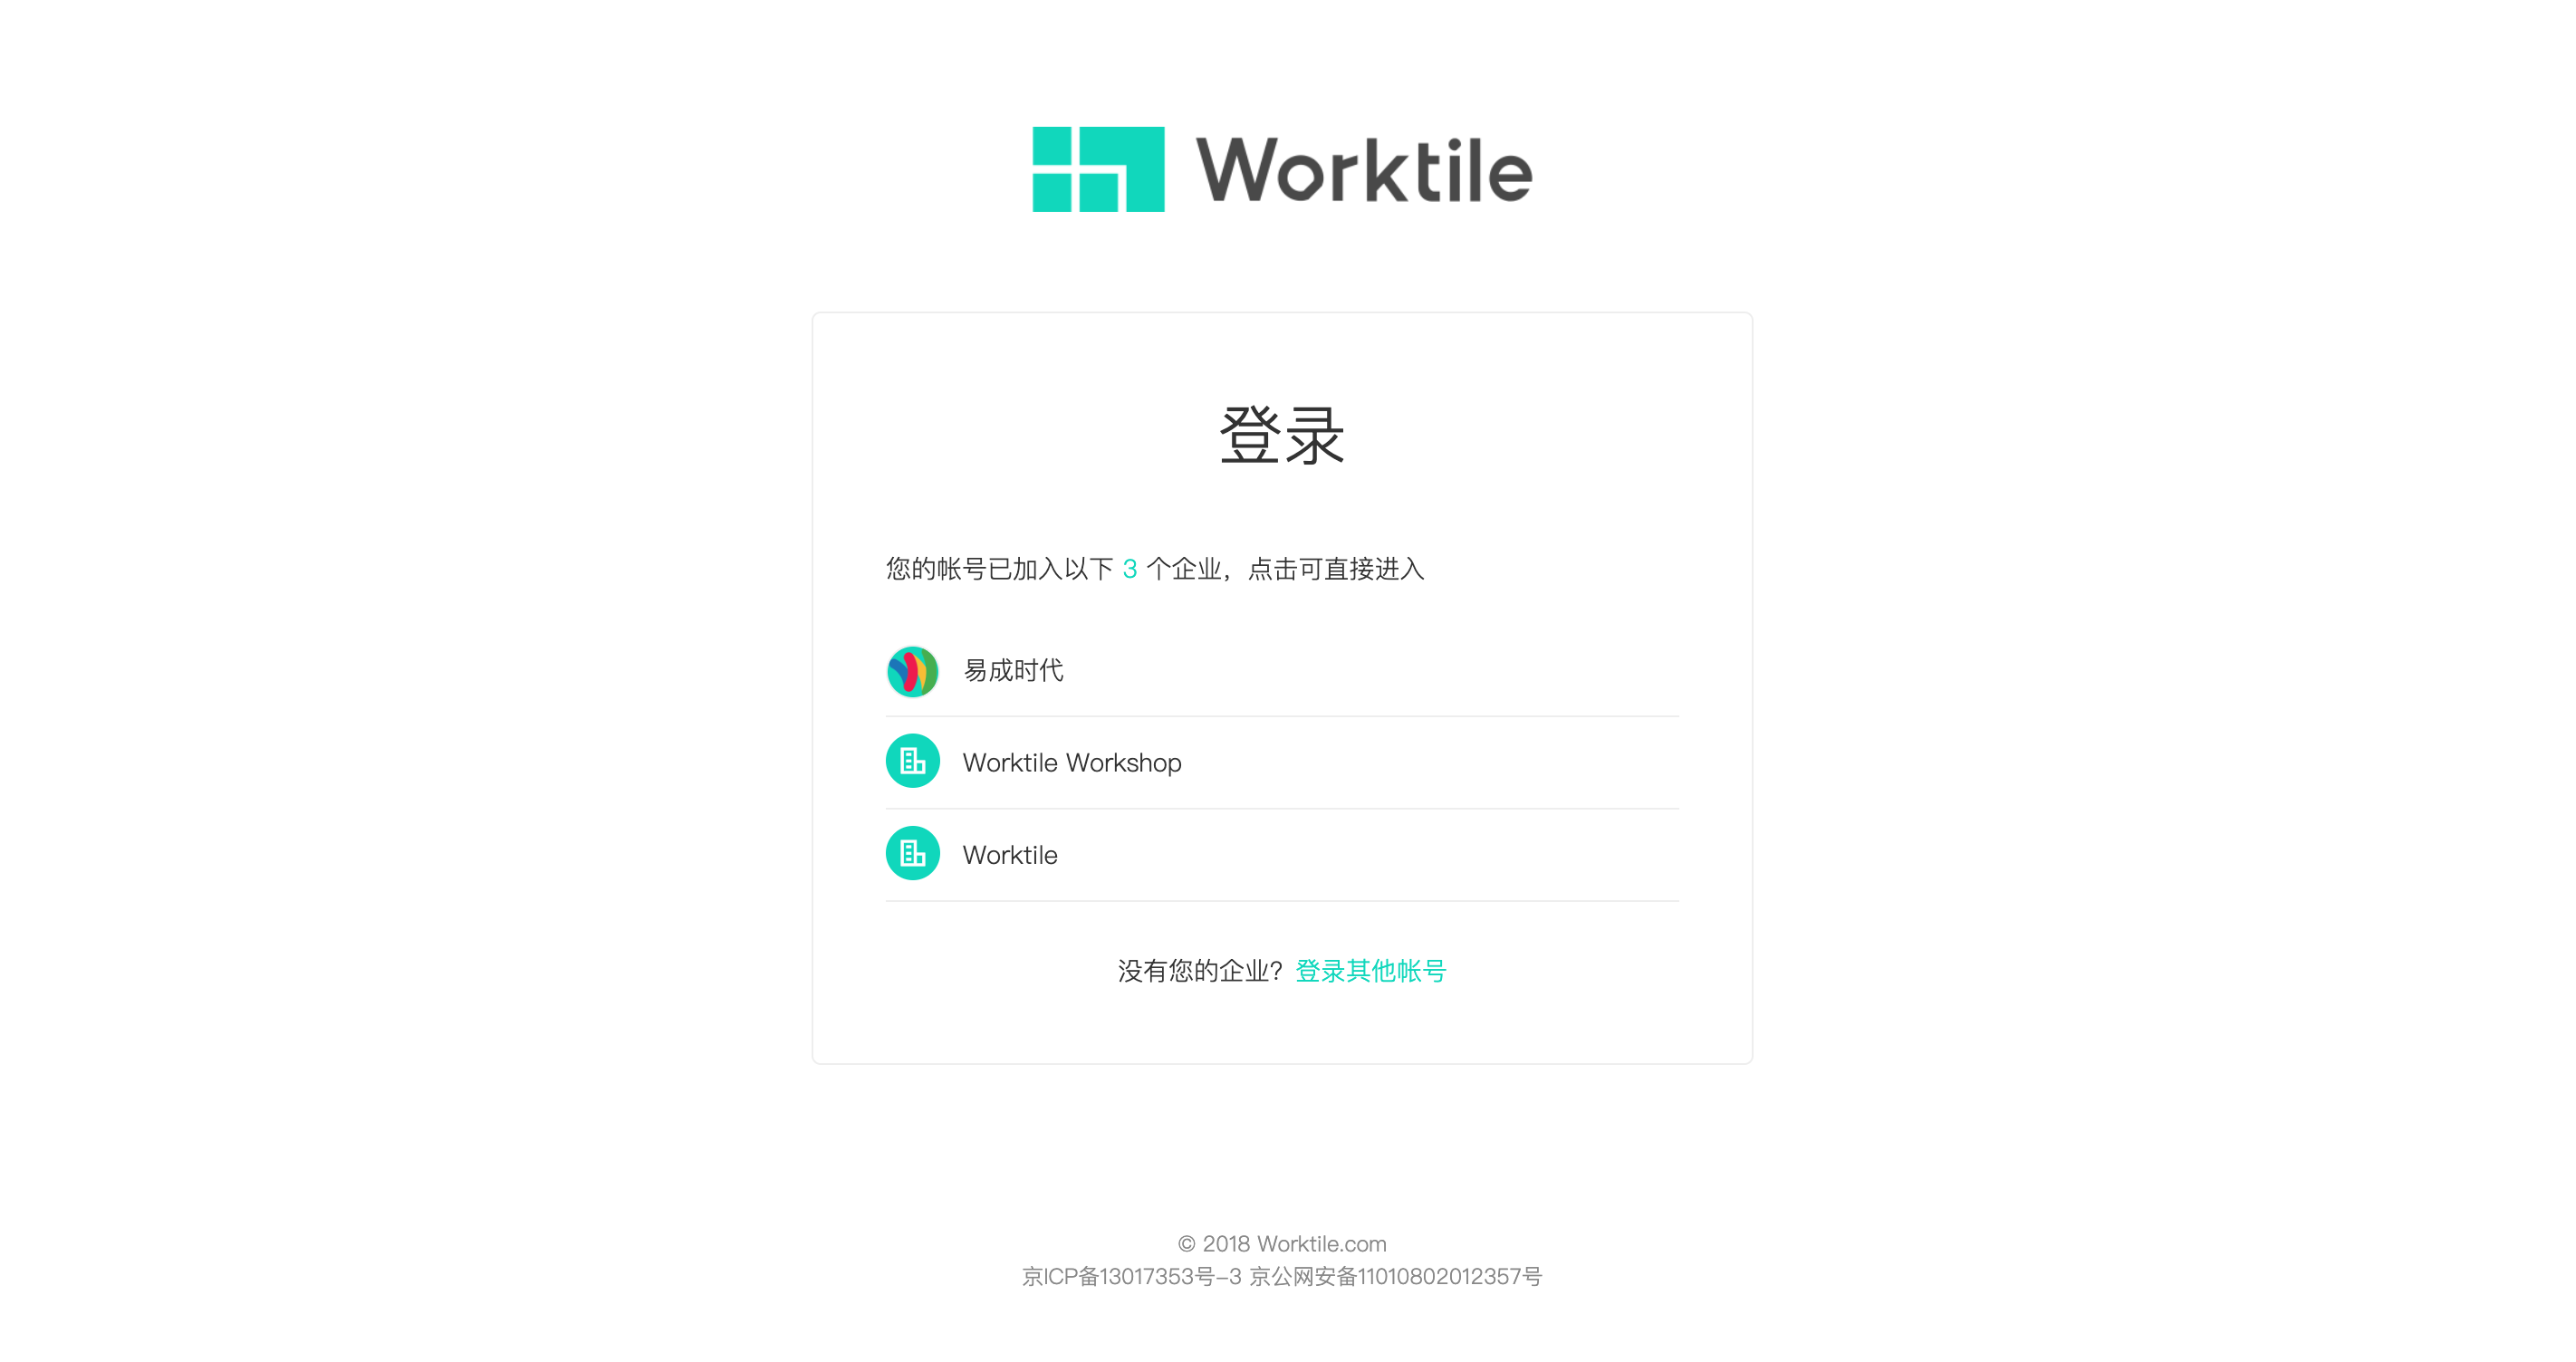 Worktile
登录
您的帐号已加入以下 3 个企业，点击可直接进入
易成时代
Worktile Workshop
Worktile
没有您的企业？登录其他帐号
© 2018 Worktile.com
京ICP备13017353号-3 京公网安备11010802012357号